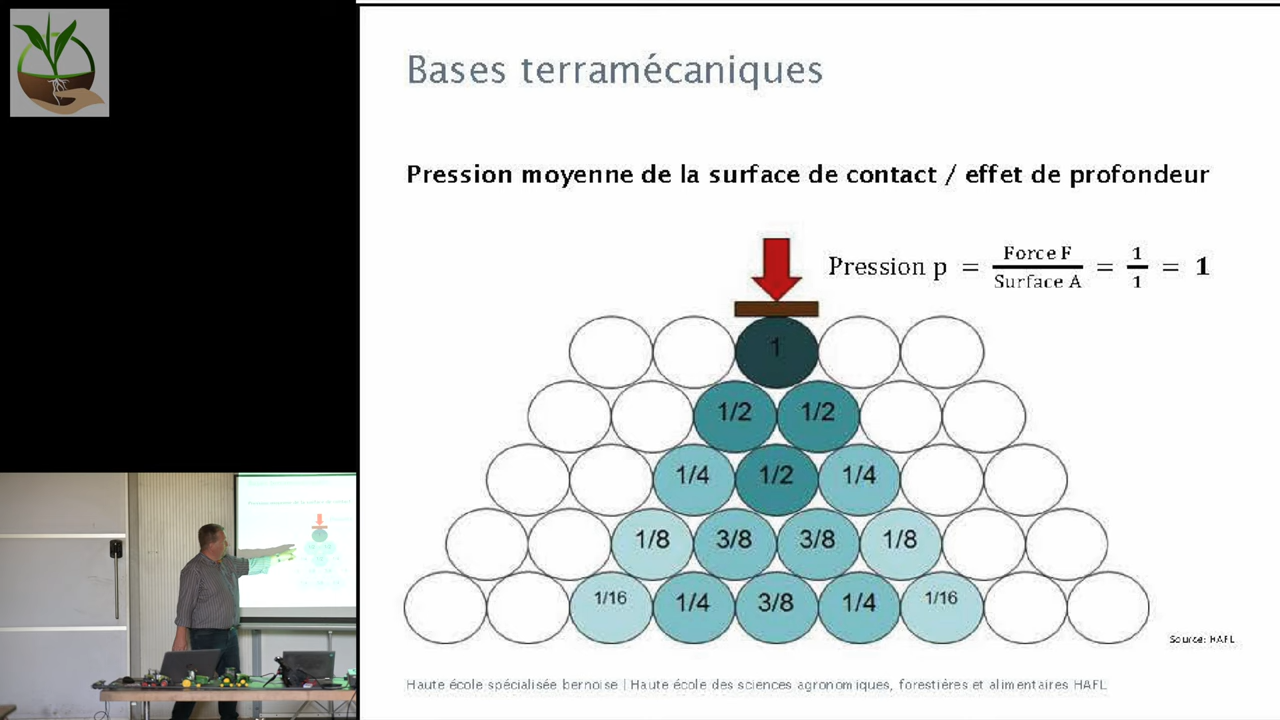 Bases terramécaniques
Pression moyenne de la surface de contact / effet de profondeur
Pression p = Force F / Surface A = 1 / 1 = 1
1
1/2 1/2
1/4 1/2 1/4
1/8 3/8 3/8 1/8
1/16 1/4 3/8 1/4 1/16
Source: HAFL
Haute école spécialisée bernoise | Haute école des sciences agronomiques, forestières et alimentaires HAFL